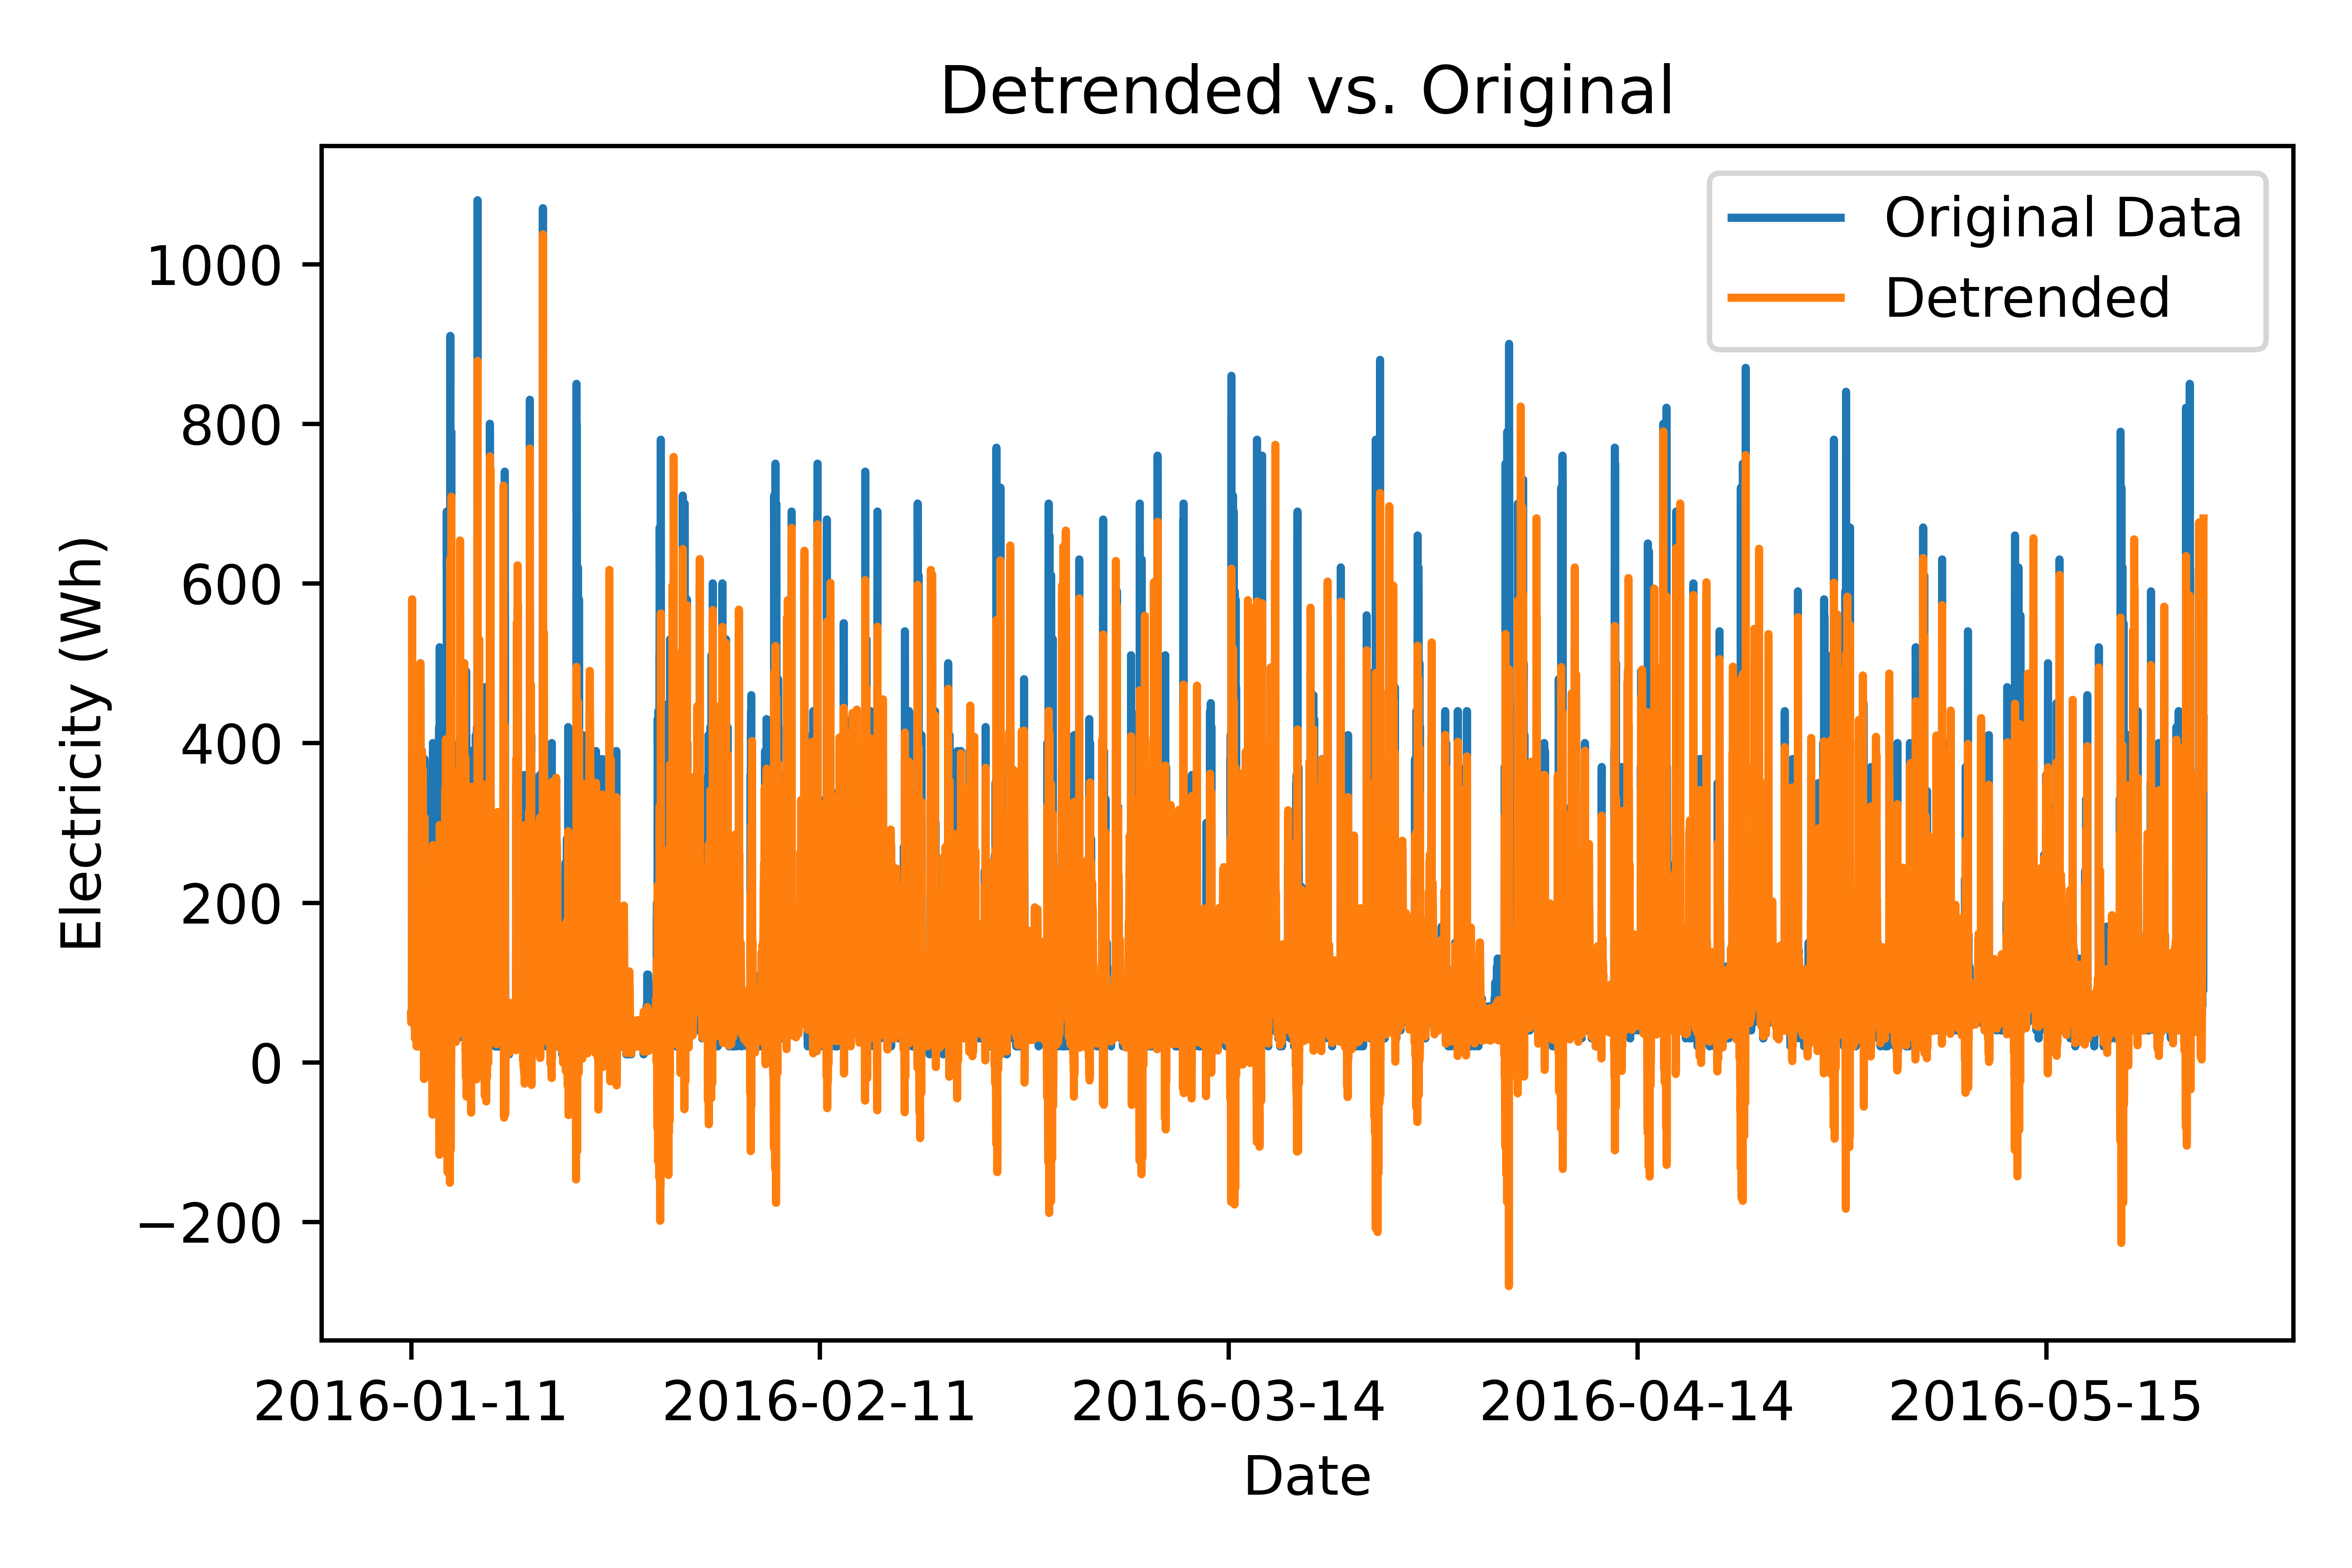 Detrended vs. Original
Original Data
Detrended
Electricity (Wh)
1000
800
600
400
200
0
−200
2016-01-11 2016-02-11 2016-03-14 2016-04-14 2016-05-15
Date